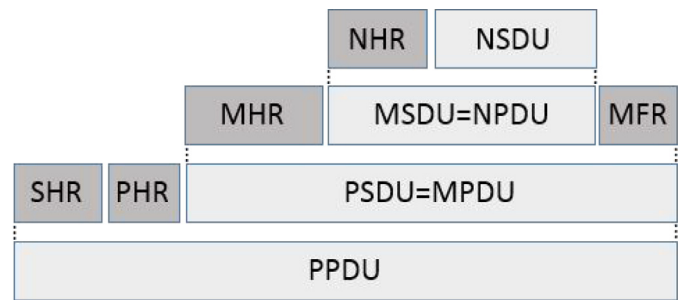 NHR NSDU
MHR MSDU=NPDU MFR
SHR PHR PSDU=MPDU
PPDU